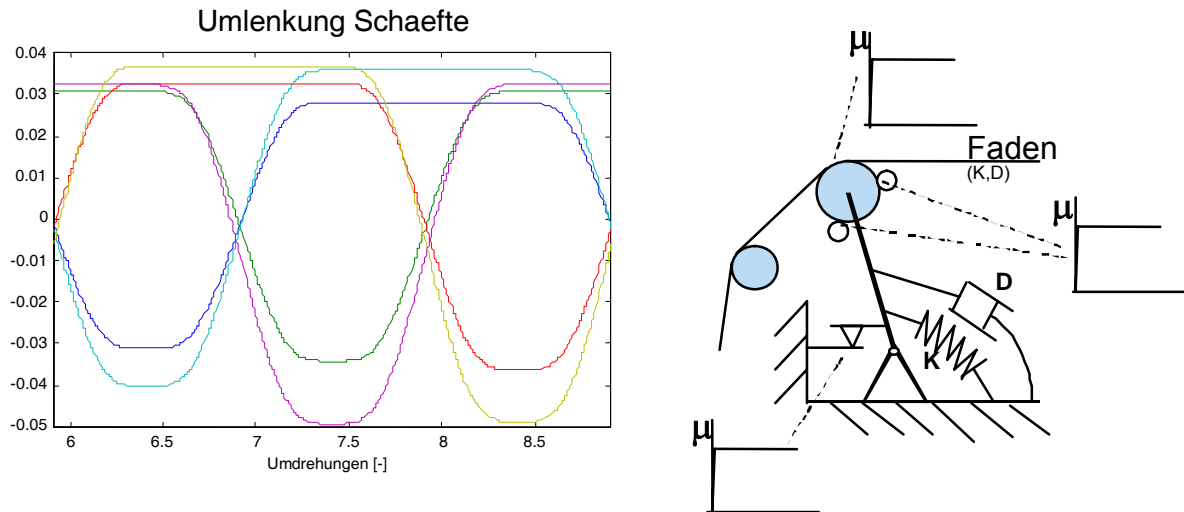 Umlenkung Schaefte
0.04
0.03
0.02
0.01
0
-0.01
-0.02
-0.03
-0.04
-0.05
6
6.5
7
7.5
8
8.5
Umdrehungen [-]
μ
Faden
(K,D)
μ
D
K
μ